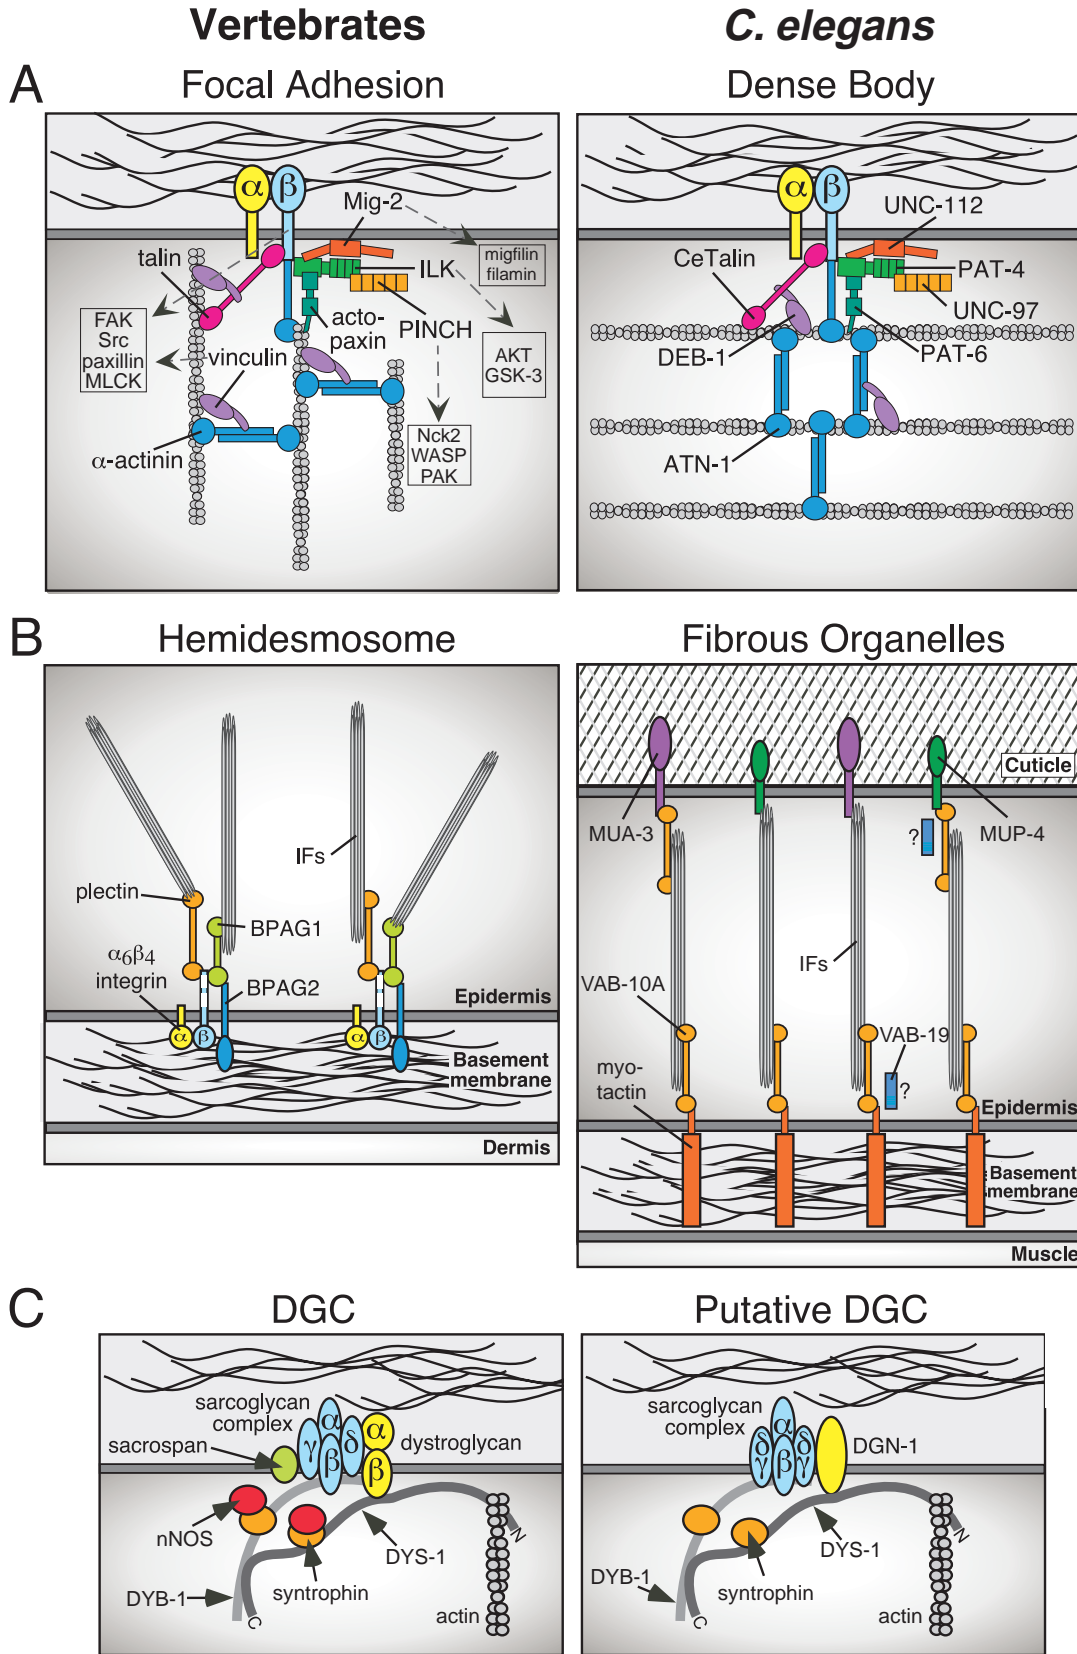 Vertebrates
C. elegans
A
Focal Adhesion
Dense Body
α
β
Mig-2
talin
migfilin
filamin
ILK
FAK
Src
paxillin
MLCK
acto-
paxin
PINCH
vinculin
AKT
GSK-3
α-actinin
Nck2
WASP
PAK
α
β
UNC-112
CeTalin
PAT-4
UNC-97
DEB-1
PAT-6
ATN-1
B
Hemidesmosome
Fibrous Organelles
IFs
plectin
BPAG1
α6β4
integrin
BPAG2
Epidermis
α
β
α
β
Basement
membrane
Dermis
Cuticle
MUA-3
?
MUP-4
IFs
VAB-10A
VAB-19
myo-
tactin
?
Epidermis
Basement
membrane
Muscle
C
DGC
Putative DGC
sarcoglycan
complex
sacrospan
γ
α
β
δ
α
β
dystroglycan
nNOS
DYS-1
N
DYB-1
syntrophin
C
actin
sarcoglycan
complex
δ
γ
α
β
δ
γ
DGN-1
DYS-1
N
DYB-1
syntrophin
C
actin